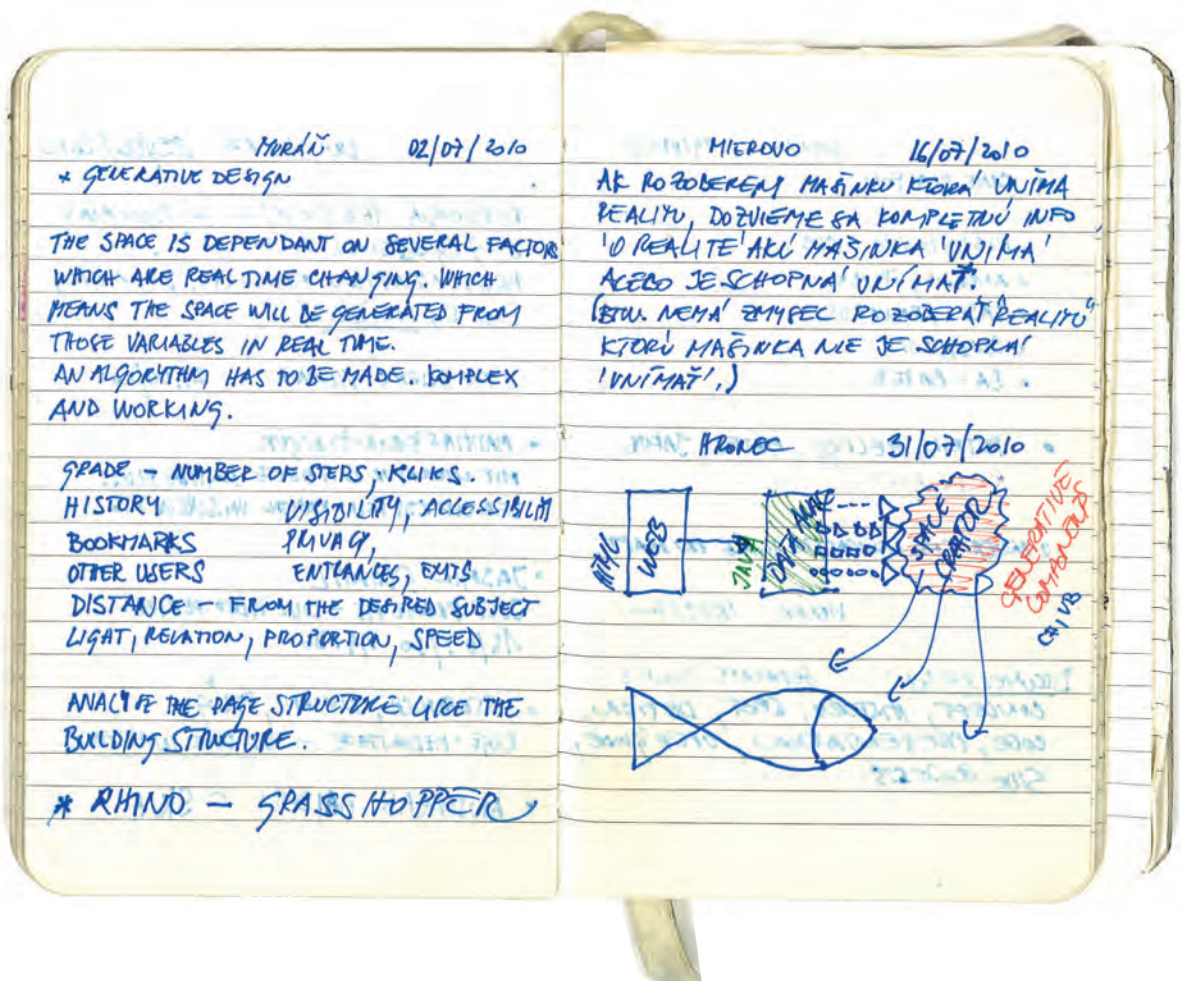 MURÁŇ 02/07/2010
* GENERATIVE DESIGN
THE SPACE IS DEPENDANT ON SEVERAL FACTORS
WHICH ARE REAL TIME CHANGING. WHICH
MEANS THE SPACE WILL BE GENERATED FROM
THOSE VARIABLES IN REAL TIME.
AN ALGORYTHM HAS TO BE MADE. KOMPLEX
AND WORKING.
GRADE – NUMBER OF STEPS, KLIKS.
HISTORY VISIBILITY, ACCESSIBILITY
BOOKMARKS PRIVACY,
OTHER USERS ENTRANCES, EXITS
DISTANCE – FROM THE DESIRED SUBJECT
LIGHT, RELATION, PROPORTION, SPEED
ANALYSE THE PAGE STRUCTURE LIKE THE
BUILDING STRUCTURE.
* RHINO – GRASSHOPPER
MIEROVO 16/07/2010
AK ROZOBEREM MAŠINKU KTORÁ VNÍMA
REALITU, DOZVIEME SA KOMPLETNÚ INFO
'O REALITE' AKÚ MAŠINKA 'VNÍMA'
ALEBO JE SCHOPNÁ VNÍMAŤ.
(BTW. NEMÁ ZMYSEL ROZOBERAŤ "REALITU"
KTORÚ MAŠINKA NIE JE SCHOPNÁ
'VNÍMAŤ'.)
HRONEC 31/07/2010
HTML
WEB
JAVA
DATA
SPACE
CRAFTOR
GENERATIVE
COMPONENTS
C#, VB